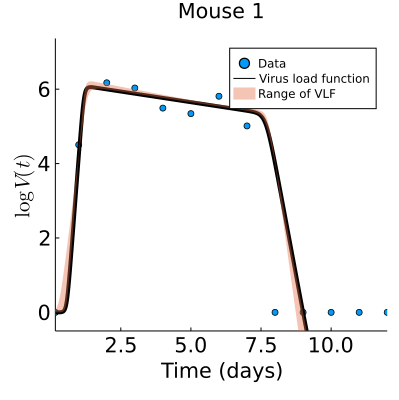 Mouse 1
Data
Virus load function
Range of VLF
log V(t)
6
4
2
0
2.5 5.0 7.5 10.0
Time (days)